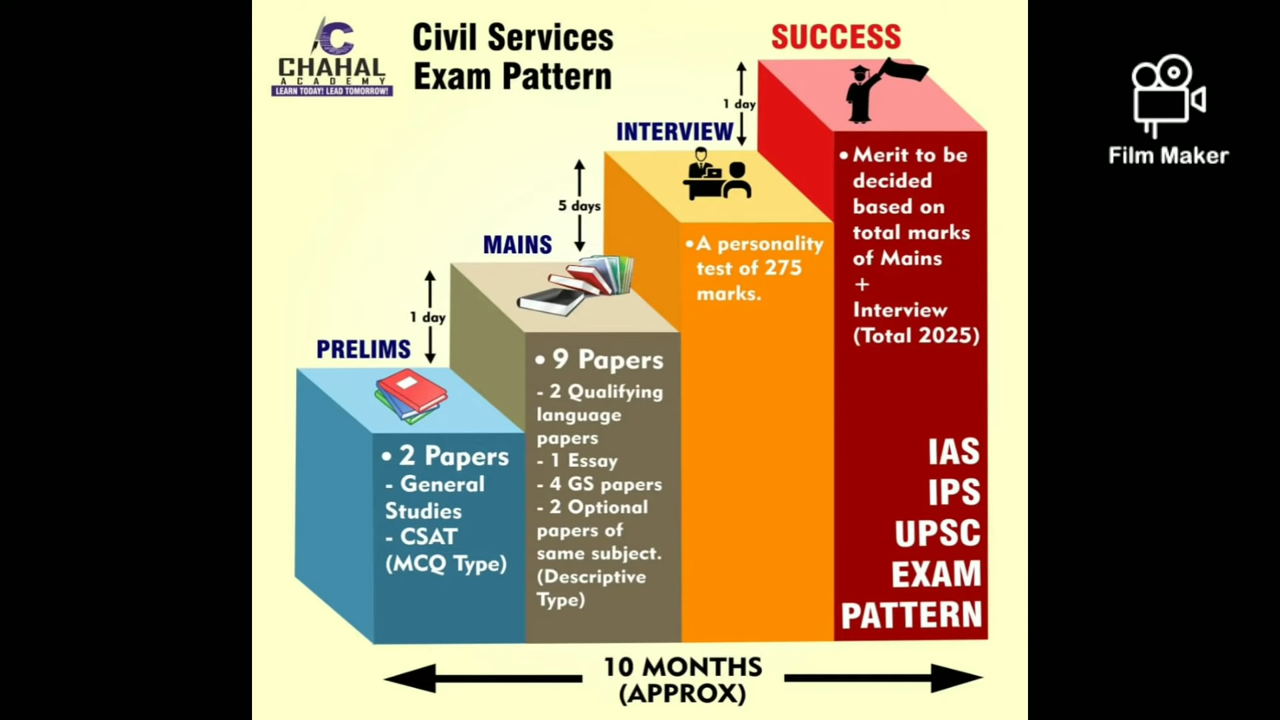 CHAHAL
ACADEMY
LEARN TODAY! LEAD TOMORROW!
Civil Services
Exam Pattern
SUCCESS
1 day
INTERVIEW
5 days
MAINS
1 day
PRELIMS
• 2 Papers
- General
Studies
- CSAT
(MCQ Type)
• 9 Papers
- 2 Qualifying
language
papers
- 1 Essay
- 4 GS papers
- 2 Optional
papers of
same subject.
(Descriptive
Type)
• A personality
test of 275
marks.
• Merit to be
decided
based on
total marks
of Mains
+
Interview
(Total 2025)
IAS
IPS
UPSC
EXAM
PATTERN
10 MONTHS
(APPROX)
Film Maker